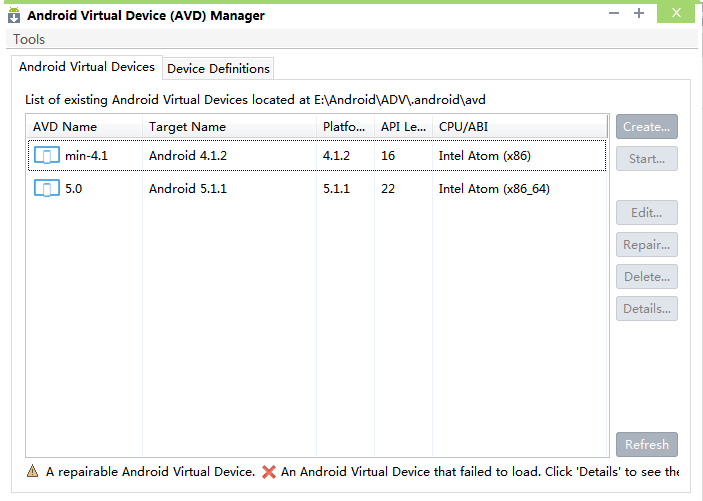 Android Virtual Device (AVD) Manager
Tools
Android Virtual Devices Device Definitions
List of existing Android Virtual Devices located at E:\Android\ADV\.android\avd
AVD Name Target Name Platfo... API Le... CPU/ABI
min-4.1 Android 4.1.2 4.1.2 16 Intel Atom (x86)
5.0 Android 5.1.1 5.1.1 22 Intel Atom (x86_64)
Create...
Start...
Edit...
Repair...
Delete...
Details...
Refresh
A repairable Android Virtual Device. An Android Virtual Device that failed to load. Click 'Details' to see the